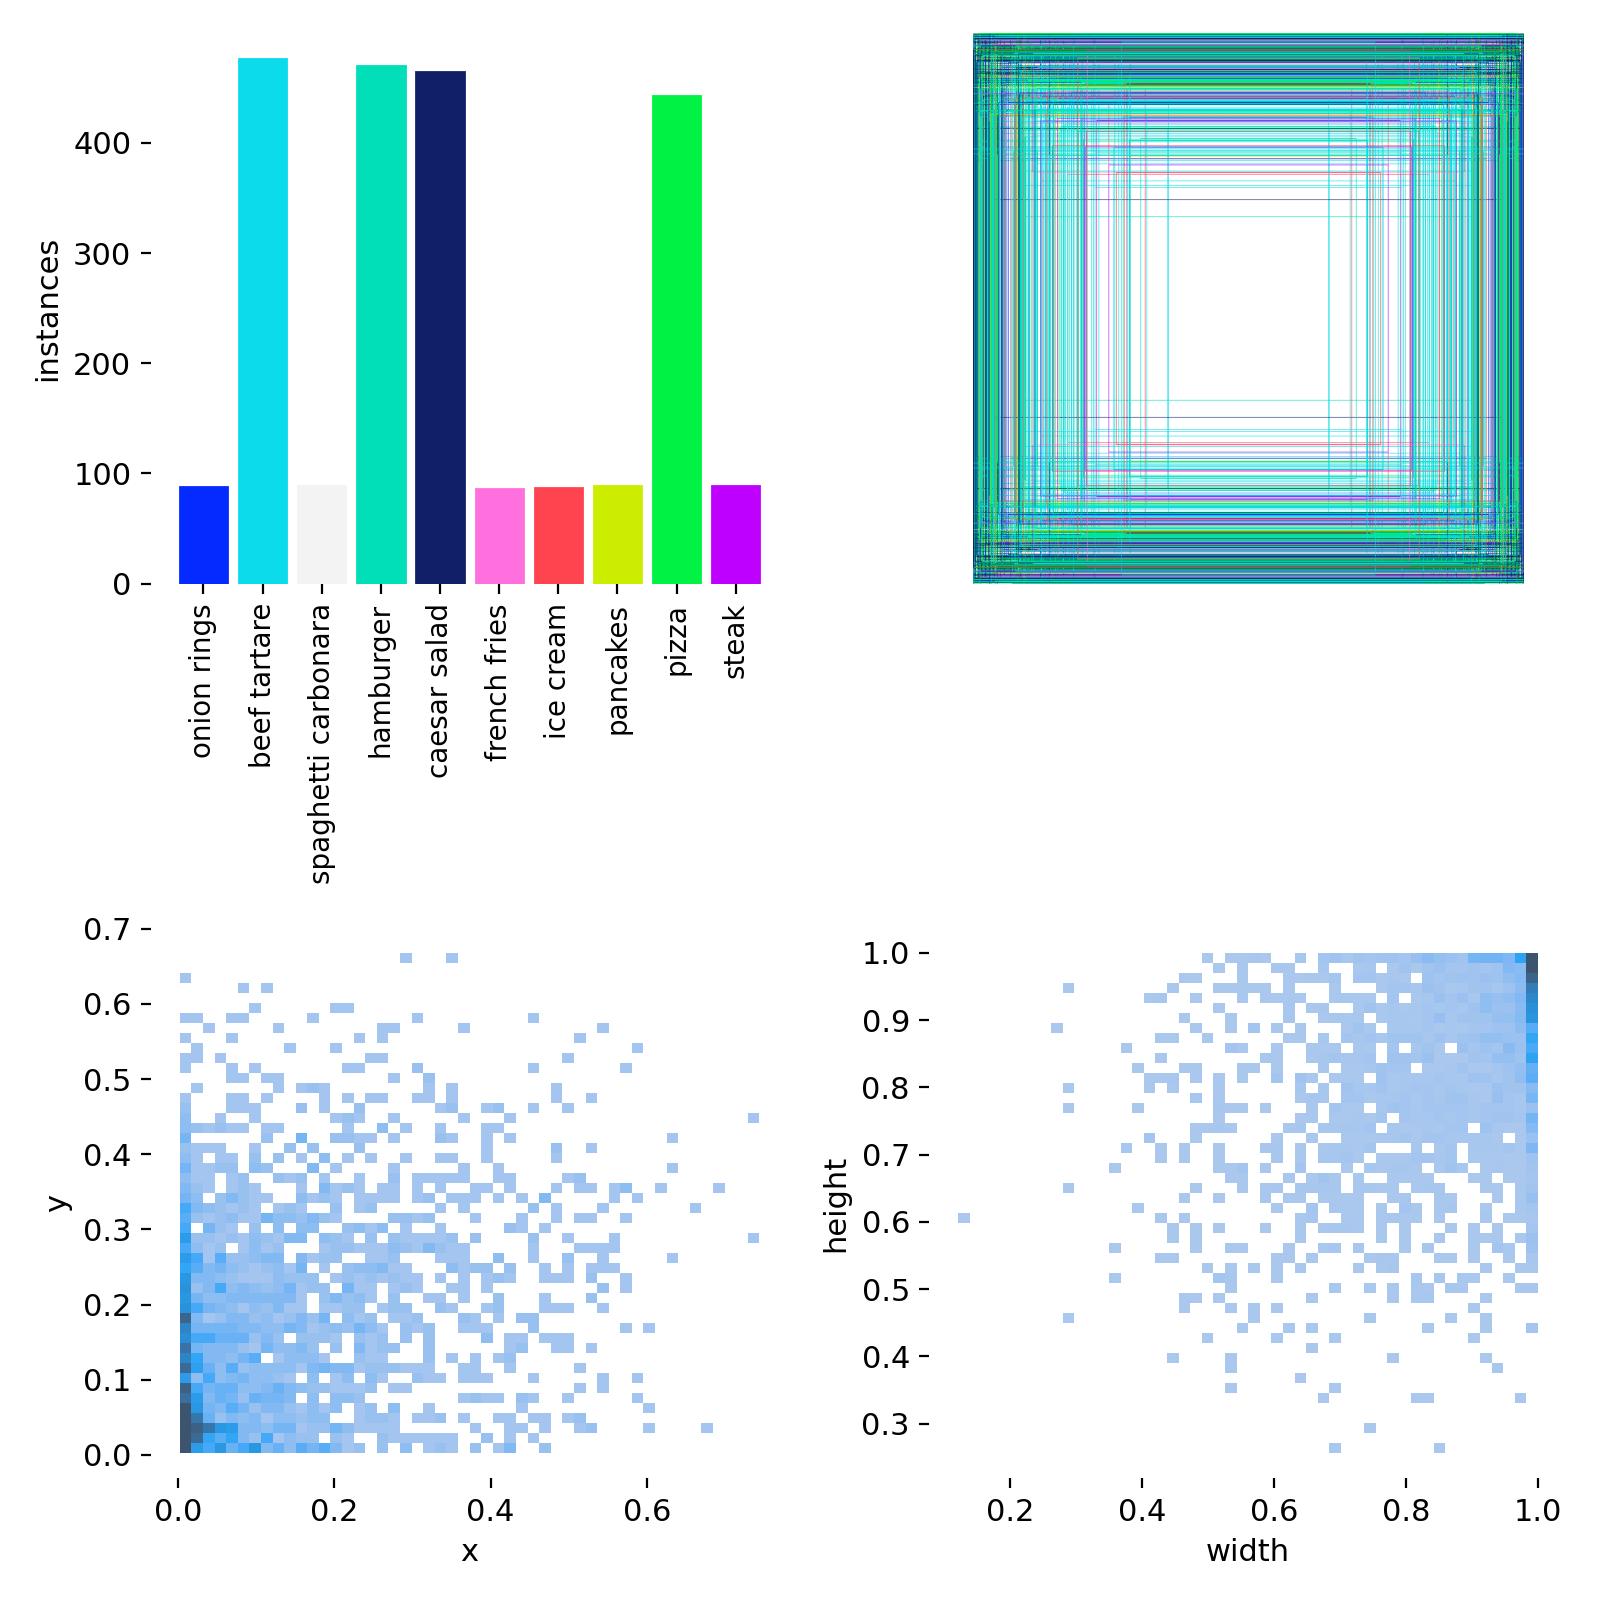 instances
400
300
200
100
0
onion rings
beef tartare
spaghetti carbonara
hamburger
caesar salad
french fries
ice cream
pancakes
pizza
steak
y
0.7
0.6
0.5
0.4
0.3
0.2
0.1
0.0
0.0 0.2 0.4 0.6
x
height
1.0
0.9
0.8
0.7
0.6
0.5
0.4
0.3
0.2 0.4 0.6 0.8 1.0
width